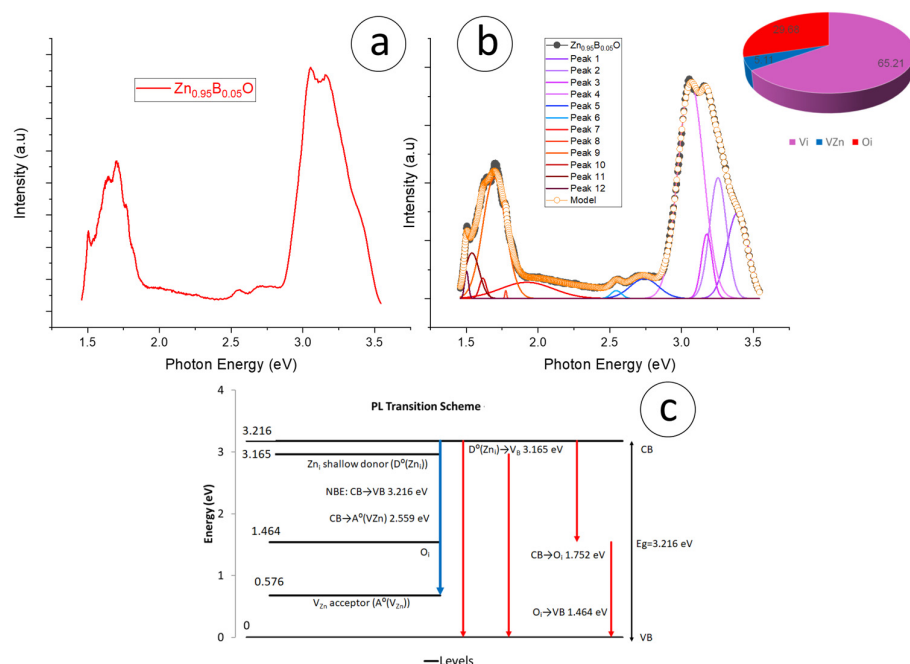 a
Zn₀.₉₅B₀.₀₅O
Intensity (a.u)
1.5 2.0 2.5 3.0 3.5
Photon Energy (eV)
b
Zn₀.₉₅B₀.₀₅O
Peak 1
Peak 2
Peak 3
Peak 4
Peak 5
Peak 6
Peak 7
Peak 8
Peak 9
Peak 10
Peak 11
Peak 12
Model
Intensity (a.u)
1.5 2.0 2.5 3.0 3.5
Photon Energy (eV)
65.21
Vi VZn Oi
c
PL Transition Scheme
Energy (eV)
4
3
2
1
0
3.216
3.165
Znᵢ shallow donor (D⁰(Znᵢ))
NBE: CB→VB 3.216 eV
CB→A⁰(VZn) 2.559 eV
1.464
Oᵢ
0.576
V_Zn acceptor (A⁰(V_Zn))
0
D⁰(Znᵢ)→V_B 3.165 eV
CB→Oᵢ 1.752 eV
Oᵢ→VB 1.464 eV
CB
Eg=3.216 eV
VB
Levels